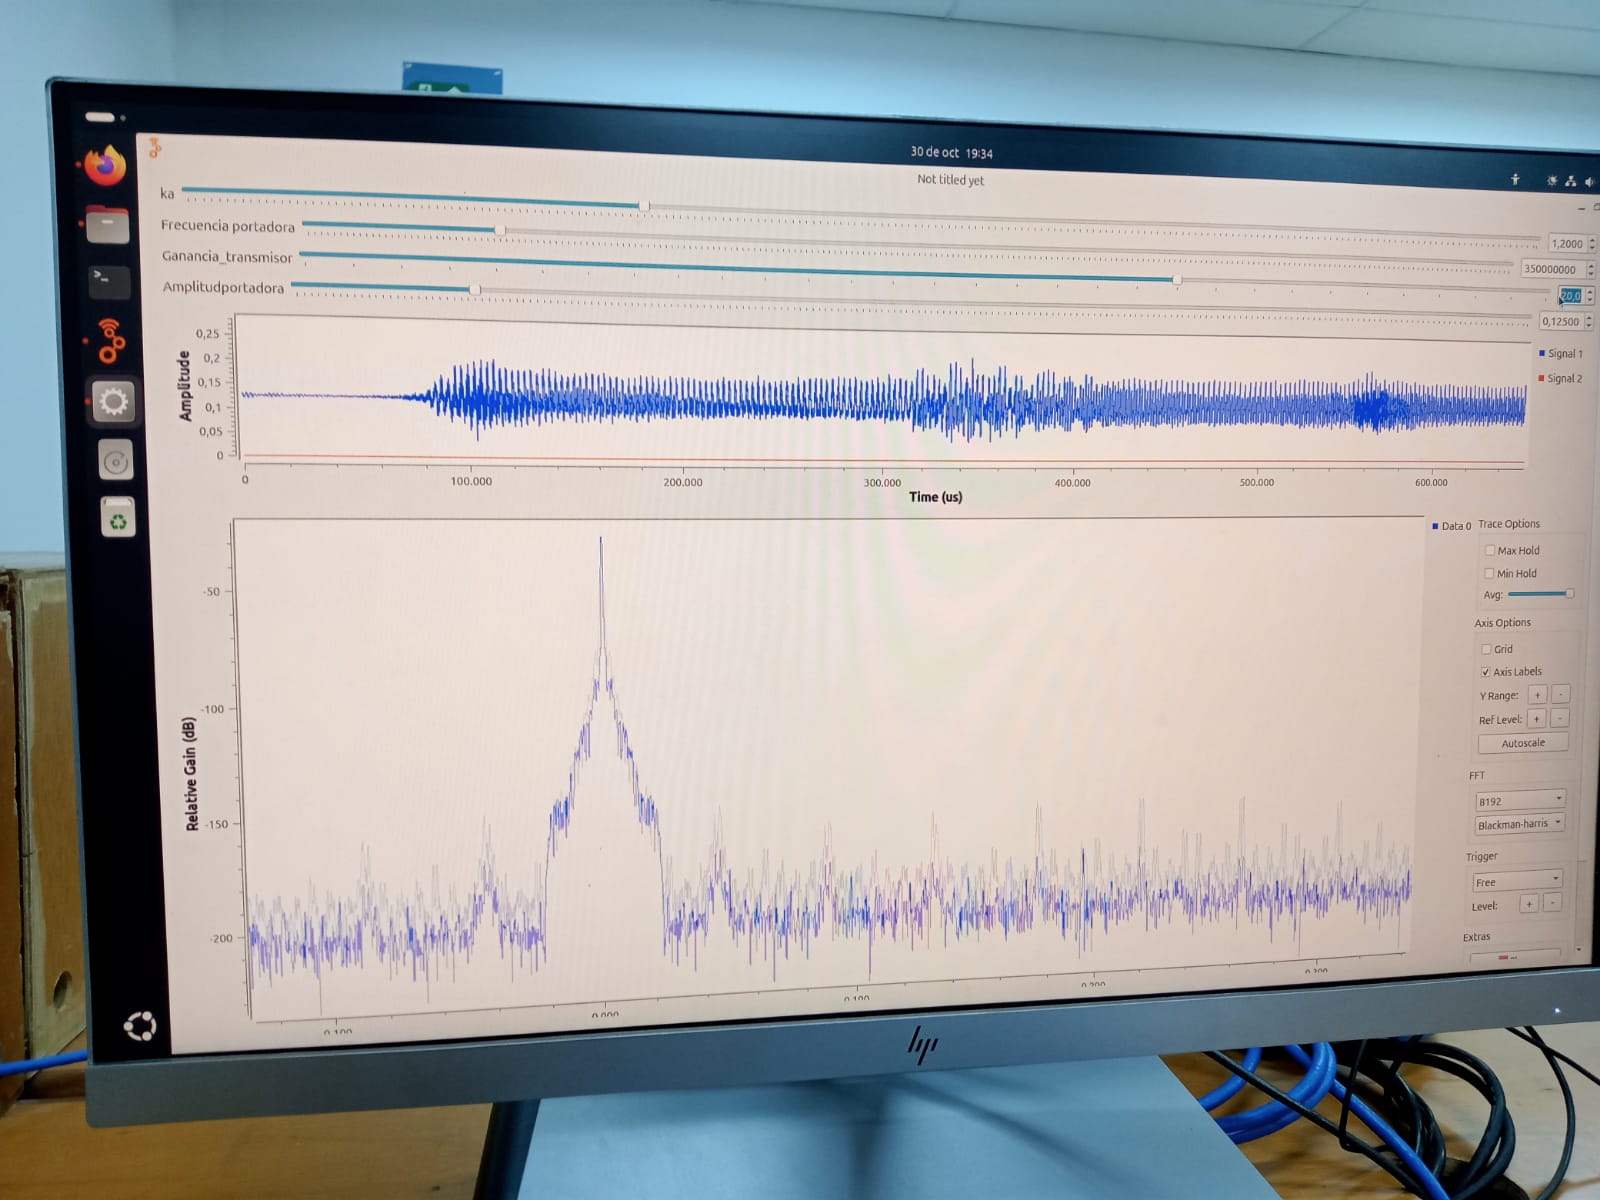 30 de oct 19:34
Not titled yet
ka
1,2000
Frecuencia portadora
350000000
Ganancia_transmisor
20,0
Amplitudportadora
0,12500
0,25
0,2
0,15
0,1
0,05
0
Amplitude
Signal 1
Signal 2
0
100.000
200.000
300.000
400.000
500.000
600.000
Time (us)
Data 0
-50
-100
-150
-200
Relative Gain (dB)
0.000
0.100
0.200
0.300
Trace Options
Max Hold
Min Hold
Avg:
Axis Options
Grid
Axis Labels
Y Range: + -
Ref Level: + -
Autoscale
FFT
8192
Blackman-harris
Trigger
Free
Level: + -
Extras
hp